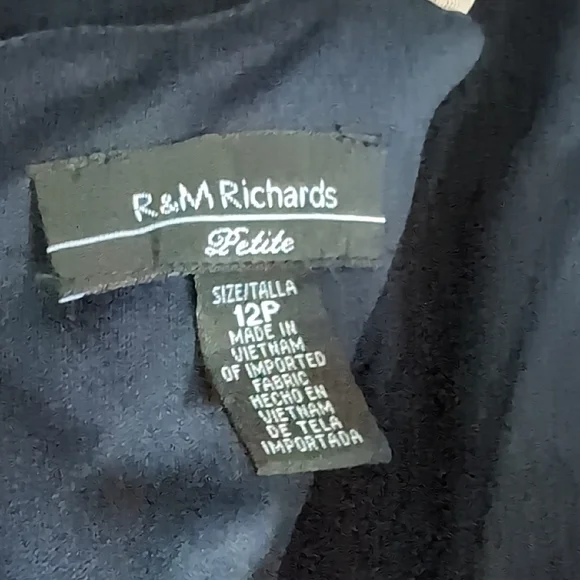 R&M Richards
Petite
SIZE/TALLA
12P
MADE IN
VIETNAM
OF IMPORTED
FABRIC
HECHO EN
VIETNAM
DE TELA
IMPORTADA